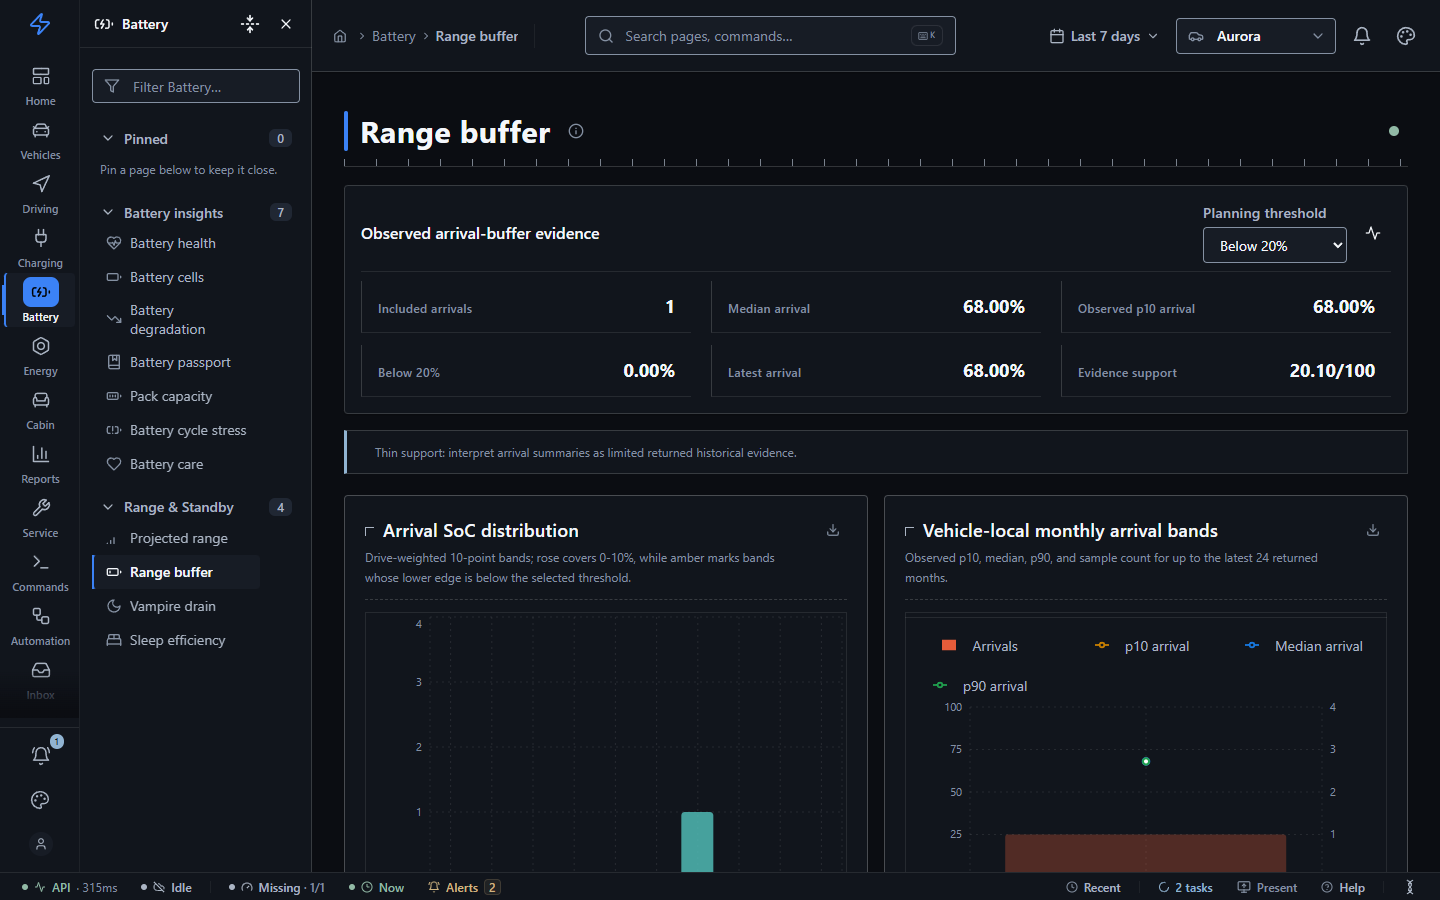 Battery
Filter Battery...
Home
Vehicles
Driving
Charging
Battery
Energy
Cabin
Reports
Service
Commands
Automation
Inbox
1
Pinned 0
Pin a page below to keep it close.
Battery insights 7
Battery health
Battery cells
Battery
degradation
Battery passport
Pack capacity
Battery cycle stress
Battery care
Range & Standby 4
Projected range
Range buffer
Vampire drain
Sleep efficiency
Battery Range buffer
Search pages, commands... K
Last 7 days
Aurora
Range buffer
Observed arrival-buffer evidence
Planning threshold
Below 20%
Included arrivals 1
Median arrival 68.00%
Observed p10 arrival 68.00%
Below 20% 0.00%
Latest arrival 68.00%
Evidence support 20.10/100
Thin support: interpret arrival summaries as limited returned historical evidence.
Arrival SoC distribution
Drive-weighted 10-point bands; rose covers 0-10%, while amber marks bands
whose lower edge is below the selected threshold.
4
3
2
1
Vehicle-local monthly arrival bands
Observed p10, median, p90, and sample count for up to the latest 24 returned
months.
Arrivals p10 arrival Median arrival
p90 arrival
100 4
75 3
50 2
25 1
API · 315ms Idle Missing · 1/1 Now Alerts 2
Recent 2 tasks Present Help